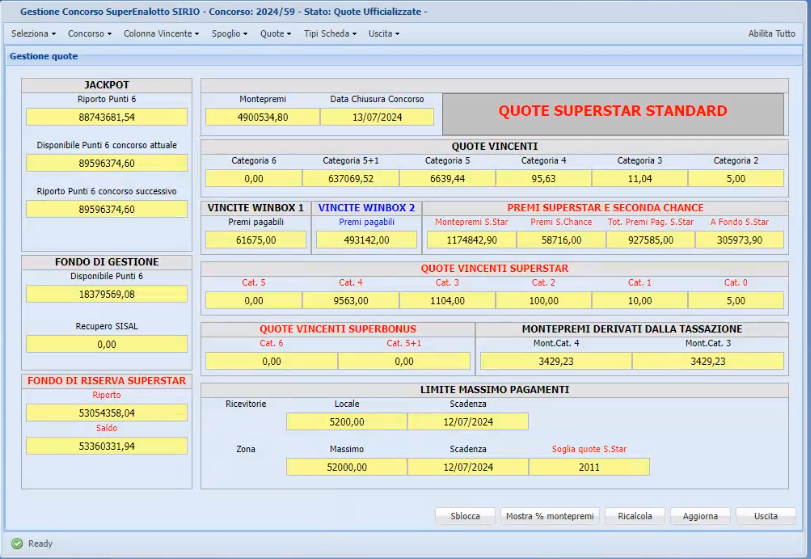 Gestione Concorso SuperEnalotto SIRIO - Concorso: 2024/59 - Stato: Quote Ufficializzate -
Seleziona Concorso Colonna Vincente Spoglio Quote Tipi Scheda Uscita Abilita Tutto
Gestione quote
JACKPOT
Riporto Punti 6
88743681,54
Disponibile Punti 6 concorso attuale
89596374,60
Riporto Punti 6 concorso successivo
89596374,60
FONDO DI GESTIONE
Disponibile Punti 6
18379569,08
Recupero SISAL
0,00
FONDO DI RISERVA SUPERSTAR
Riporto
53054358,04
Saldo
53360331,94
Montepremi Data Chiusura Concorso
4900534,80 13/07/2024
QUOTE SUPERSTAR STANDARD
QUOTE VINCENTI
Categoria 6 Categoria 5+1 Categoria 5 Categoria 4 Categoria 3 Categoria 2
0,00 637069,52 6639,44 95,63 11,04 5,00
VINCITE WINBOX 1 VINCITE WINBOX 2 PREMI SUPERSTAR E SECONDA CHANCE
Premi pagabili Premi pagabili Montepremi S.Star Premi S.Chance Tot. Premi Pag. S.Star A Fondo S.Star
61675,00 493142,00 1174842,90 58716,00 927585,00 305973,90
QUOTE VINCENTI SUPERSTAR
Cat. 5 Cat. 4 Cat. 3 Cat. 2 Cat. 1 Cat. 0
0,00 9563,00 1104,00 100,00 10,00 5,00
QUOTE VINCENTI SUPERBONUS MONTEPREMI DERIVATI DALLA TASSAZIONE
Cat. 6 Cat. 5+1 Mont.Cat. 4 Mont.Cat. 3
0,00 0,00 3429,23 3429,23
LIMITE MASSIMO PAGAMENTI
Ricevitorie Locale Scadenza
5200,00 12/07/2024
Zona Massimo Scadenza Soglia quote S.Star
52000,00 12/07/2024 2011
Sblocca Mostra % montepremi Ricalcola Aggiorna Uscita
Ready